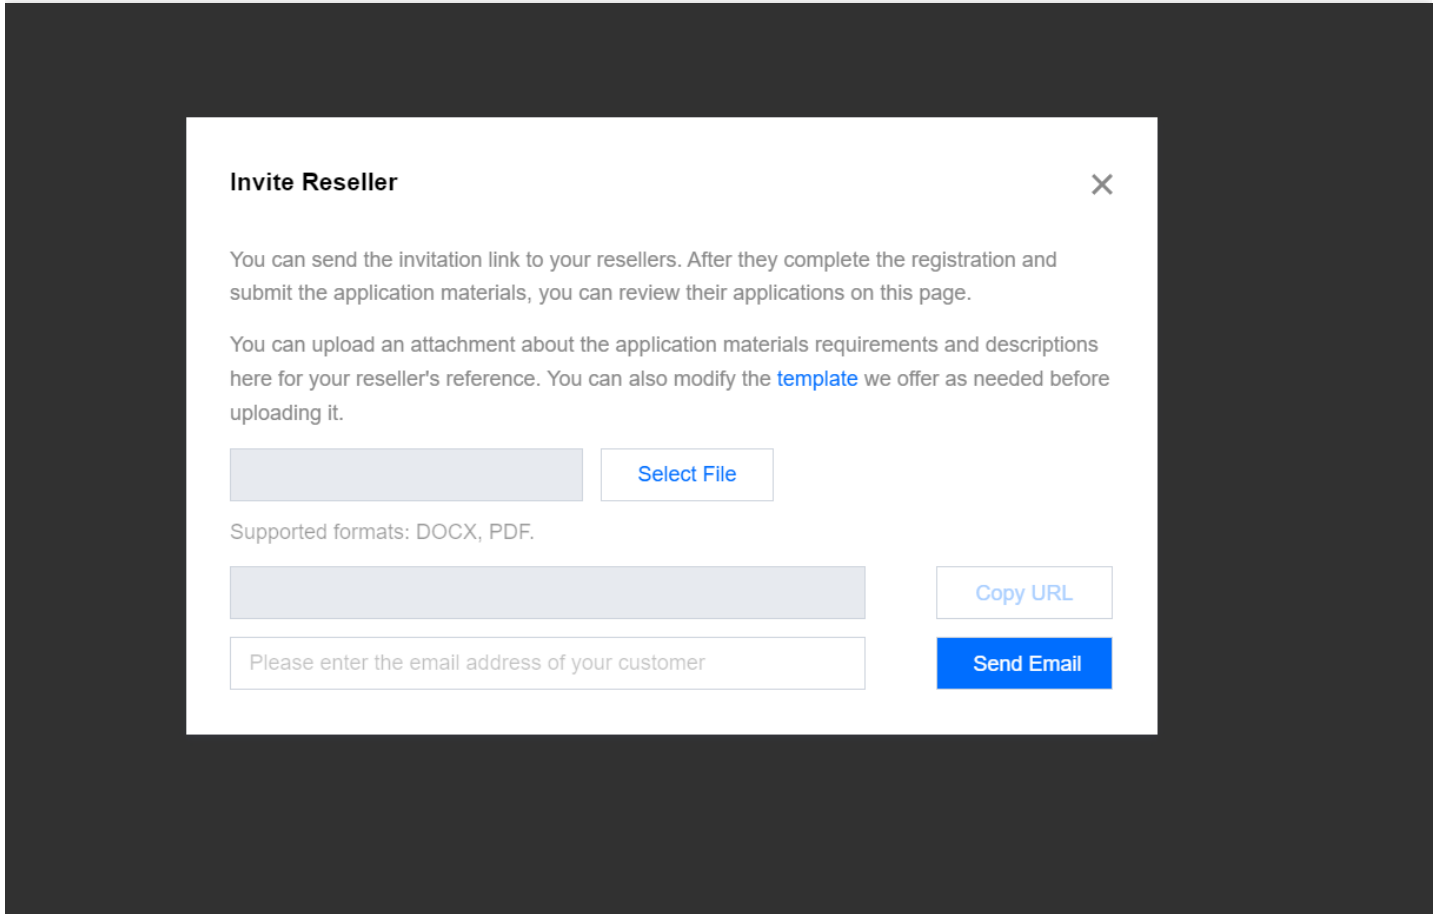 Invite Reseller
You can send the invitation link to your resellers. After they complete the registration and
submit the application materials, you can review their applications on this page.
You can upload an attachment about the application materials requirements and descriptions
here for your reseller's reference. You can also modify the template we offer as needed before
uploading it.
Select File
Supported formats: DOCX, PDF.
Copy URL
Please enter the email address of your customer
Send Email